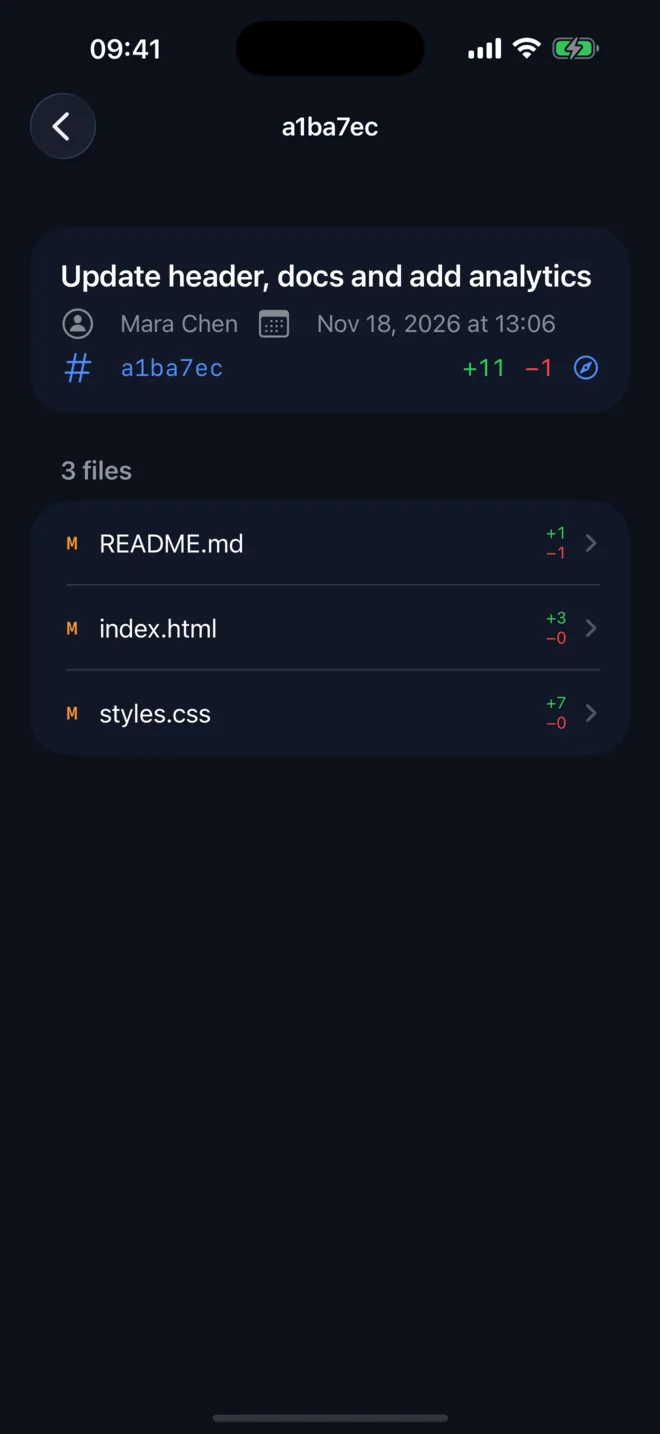 09:41
a1ba7ec
Update header, docs and add analytics
Mara Chen Nov 18, 2026 at 13:06
# a1ba7ec +11 −1
3 files
M README.md +1 −1
M index.html +3 −0
M styles.css +7 −0